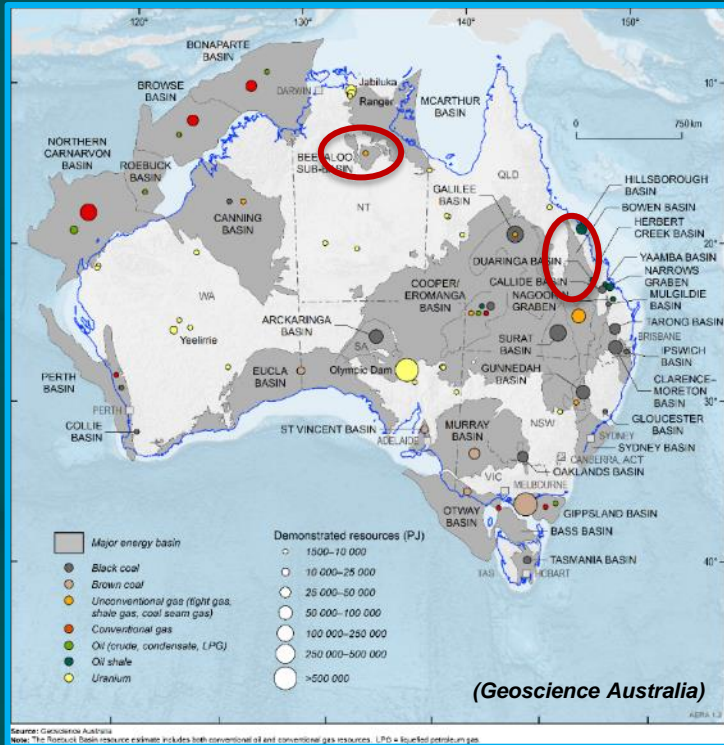 120°
130°
140°
150°
BONAPARTE
BASIN
BROWSE
BASIN
NORTHERN
CARNARVON
BASIN
ROEBUCK
BASIN
DARWIN
Jabiluka
Ranger
MCARTHUR
BASIN
10°
0
750 km
BEETALOO
SUB-BASIN
CANNING
BASIN
NT
QLD
GALILEE
BASIN
HILLSBOROUGH
BASIN
BOWEN BASIN
HERBERT
CREEK BASIN
20°
DUARINGA BASIN
YAAMBA BASIN
CALLIDE BASIN
NARROWS
GRABEN
COOPER/
EROMANGA
BASIN
NAGOORIN
GRABEN
MULGILDIE
BASIN
WA
Yeelirrie
ARCKARINGA
BASIN
SA
TARONG BASIN
BRISBANE
SURAT
BASIN
IPSWICH
BASIN
EUCLA
BASIN
Olympic Dam
GUNNEDAH
BASIN
CLARENCE–
MORETON
BASIN
PERTH
BASIN
30°
PERTH
COLLIE
BASIN
ST VINCENT BASIN
ADELAIDE
MURRAY
BASIN
NSW
GLOUCESTER
BASIN
SYDNEY
SYDNEY BASIN
CANBERRA, ACT
OAKLANDS BASIN
VIC
MELBOURNE
OTWAY
BASIN
GIPPSLAND BASIN
BASS BASIN
TASMANIA BASIN
TAS
HOBART
40°
Major energy basin
Black coal
Brown coal
Unconventional gas (tight gas,
shale gas, coal seam gas)
Conventional gas
Oil (crude, condensate, LPG)
Oil shale
Uranium
Demonstrated resources (PJ)
1500–10 000
10 000–25 000
25 000–50 000
50 000–100 000
100 000–250 000
250 000–500 000
>500 000
(Geoscience Australia)
AERA 1.3
Source: Geoscience Australia
Note: The Roebuck Basin resource estimate includes both conventional oil and conventional gas resources. LPG = liquefied petroleum gas.